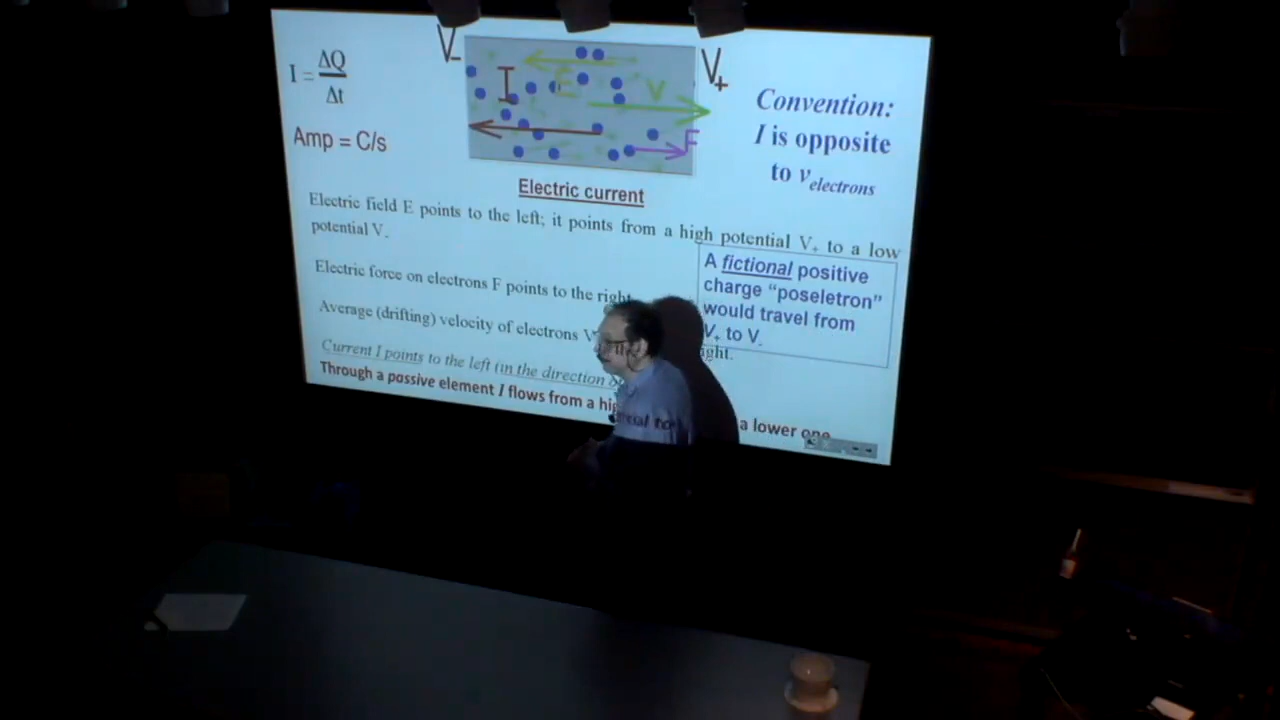 I = ΔQ
Δt
Amp = C/s
V-
I
E
V
F
V+
Convention:
I is opposite
to velectrons
Electric current
Electric field E points to the left; it points from a high potential V+ to a low
potential V-
Electric force on electrons F points to the right
Average (drifting) velocity of electrons V
Current I points to the left (in the direction
Through a passive element I flows from a a lower one
A fictional positive
charge "poseletron"
would travel from
V+ to V-